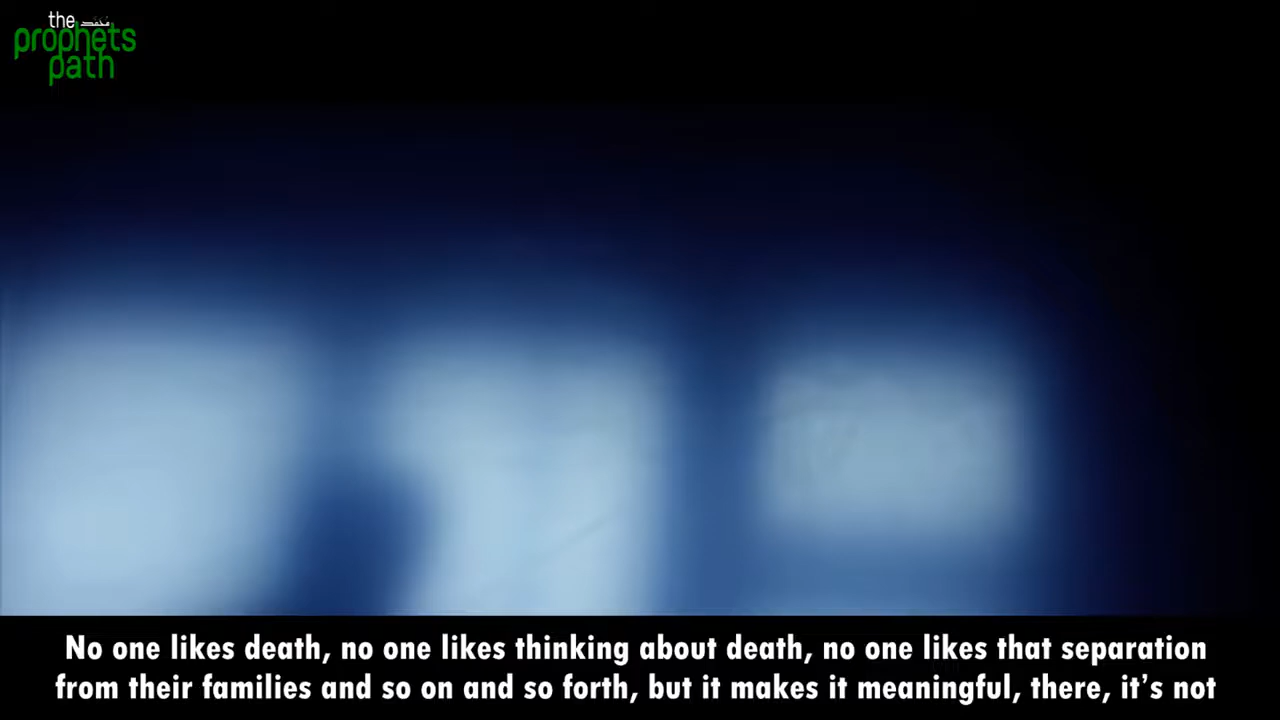 the
prophets
path
No one likes death, no one likes thinking about death, no one likes that separation
from their families and so on and so forth, but it makes it meaningful, there, it's not